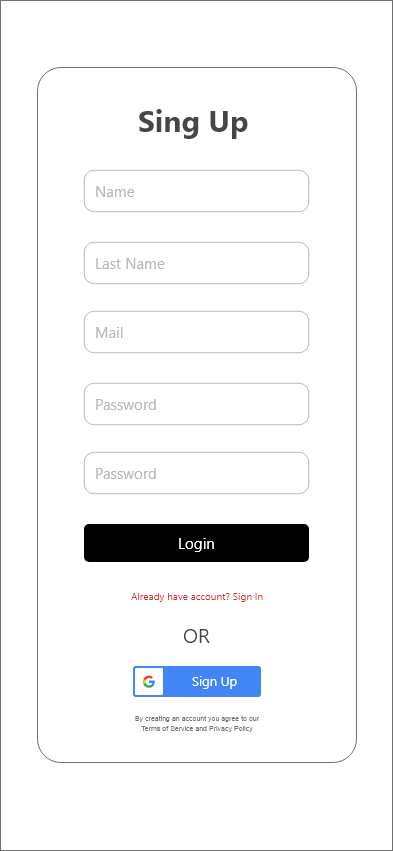 Sing Up
Name
Last Name
Mail
Password
Password
Login
Already have account? Sign In
OR
Sign Up
By creating an account you agree to our
Terms of Service and Privacy Policy